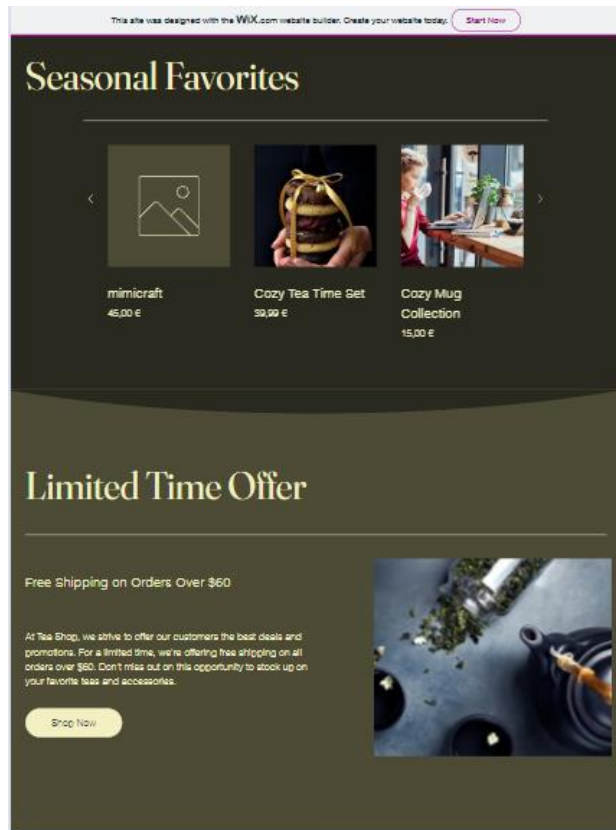 This site was designed with the WIX.com website builder. Create your website today. Start Now
Seasonal Favorites
mimicraft
45,00 €
Cozy Tea Time Set
39,99 €
Cozy Mug
Collection
15,00 €
Limited Time Offer
Free Shipping on Orders Over $60
At Tea Shop, we strive to offer our customers the best deals and
promotions. For a limited time, we're offering free shipping on all
orders over $60. Don't miss out on this opportunity to stock up on
your favorite teas and accessories.
Shop Now